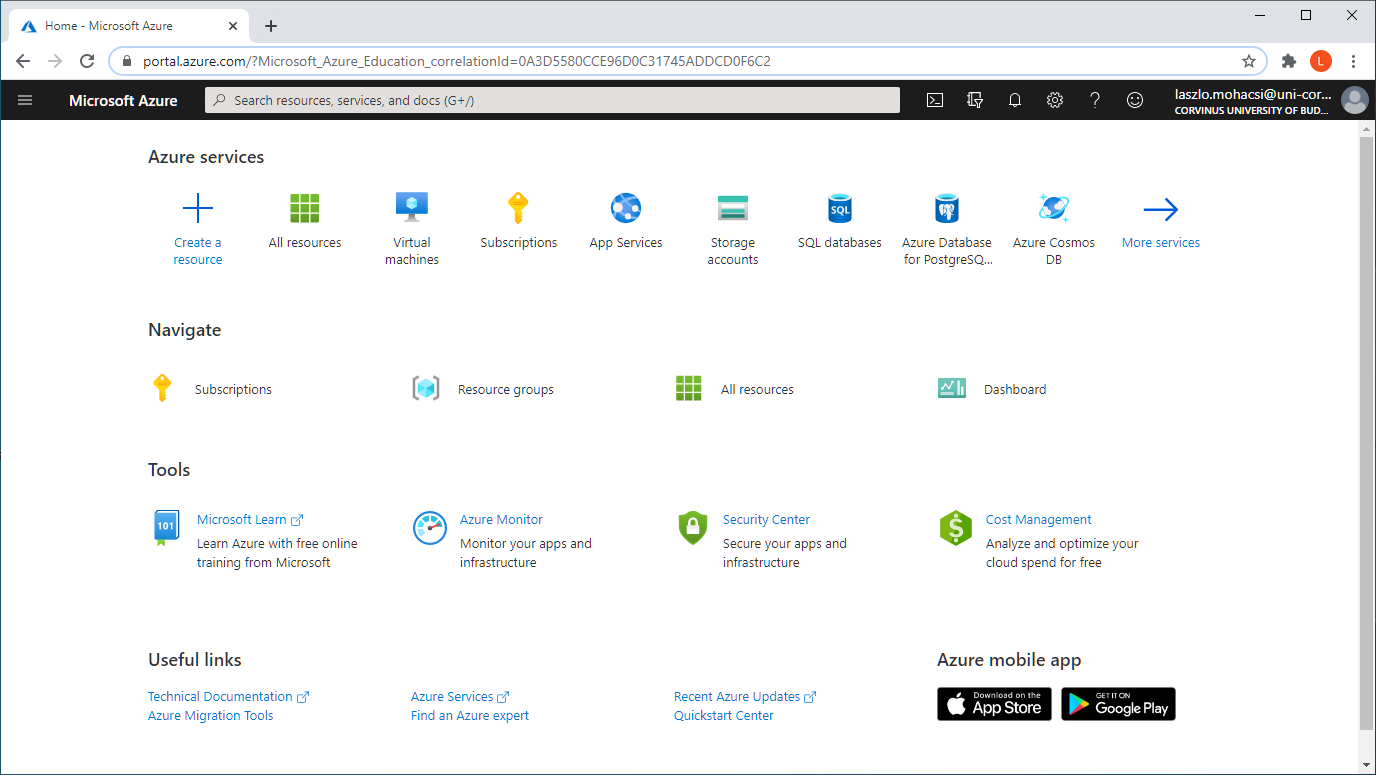 Home - Microsoft Azure
portal.azure.com/?Microsoft_Azure_Education_correlationId=0A3D5580CCE96D0C31745ADDCD0F6C2
L
Microsoft Azure
Search resources, services, and docs (G+/)
laszlo.mohacsi@uni-cor...
CORVINUS UNIVERSITY OF BUD...
Azure services
SQL
Create a
resource
All resources
Virtual
machines
Subscriptions
App Services
Storage
accounts
SQL databases
Azure Database
for PostgreSQ...
Azure Cosmos
DB
More services
Navigate
Subscriptions
Resource groups
All resources
Dashboard
Tools
101
Microsoft Learn
Learn Azure with free online
training from Microsoft
Azure Monitor
Monitor your apps and
infrastructure
Security Center
Secure your apps and
infrastructure
$
Cost Management
Analyze and optimize your
cloud spend for free
Useful links
Technical Documentation
Azure Migration Tools
Azure Services
Find an Azure expert
Recent Azure Updates
Quickstart Center
Azure mobile app
Download on the
App Store
GET IT ON
Google Play